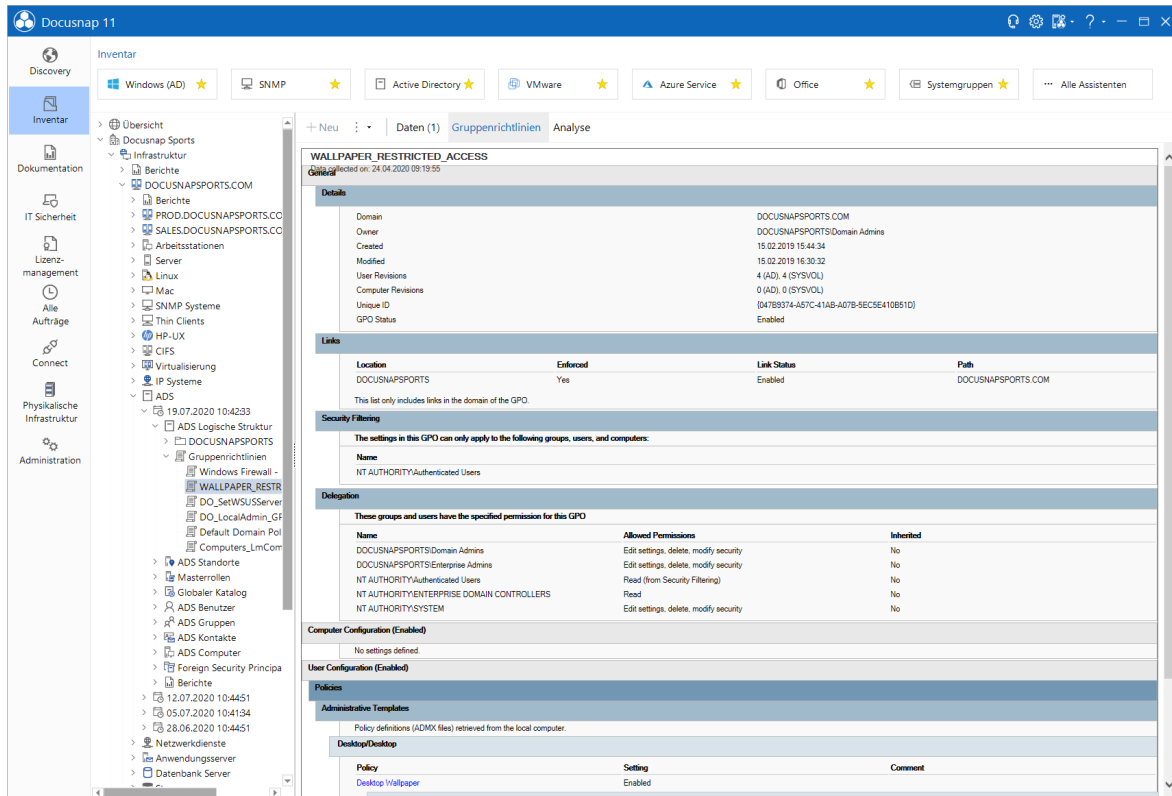 Docusnap 11
?
Discovery
Inventar
Dokumentation
IT Sicherheit
Lizenz-
management
Alle
Aufträge
Connect
Physikalische
Infrastruktur
Administration
Inventar
Windows (AD)
SNMP
Active Directory
VMware
Azure Service
Office
Systemgruppen
Alle Assistenten
Übersicht
Docusnap Sports
Infrastruktur
Berichte
DOCUSNAPSPORTS.COM
Berichte
PROD.DOCUSNAPSPORTS.CO
SALES.DOCUSNAPSPORTS.CO
Arbeitsstationen
Server
Linux
Mac
SNMP Systeme
Thin Clients
HP-UX
CIFS
Virtualisierung
IP Systeme
ADS
19.07.2020 10:42:33
ADS Logische Struktur
DOCUSNAPSPORTS
Gruppenrichtlinien
Windows Firewall -
WALLPAPER_RESTR
DO_SetWSUSServer
DO_LocalAdmin_GF
Default Domain Pol
Computers_LmCom
ADS Standorte
Masterrollen
Globaler Katalog
ADS Benutzer
ADS Gruppen
ADS Kontakte
ADS Computer
Foreign Security Principa
Berichte
12.07.2020 10:44:51
05.07.2020 10:41:34
28.06.2020 10:44:51
Netzwerkdienste
Anwendungsserver
Datenbank Server
+ Neu Daten (1) Gruppenrichtlinien Analyse
WALLPAPER_RESTRICTED_ACCESS
Data collected on: 24.04.2020 09:19:55
General
Details
Domain DOCUSNAPSPORTS.COM
Owner DOCUSNAPSPORTS\Domain Admins
Created 15.02.2019 15:44:34
Modified 15.02.2019 16:30:32
User Revisions 4 (AD), 4 (SYSVOL)
Computer Revisions 0 (AD), 0 (SYSVOL)
Unique ID {047B9374-A57C-41AB-A07B-5EC5E410B51D}
GPO Status Enabled
Links
Location Enforced Link Status Path
DOCUSNAPSPORTS Yes Enabled DOCUSNAPSPORTS.COM
This list only includes links in the domain of the GPO.
Security Filtering
The settings in this GPO can only apply to the following groups, users, and computers:
Name
NT AUTHORITY\Authenticated Users
Delegation
These groups and users have the specified permission for this GPO
Name Allowed Permissions Inherited
DOCUSNAPSPORTS\Domain Admins Edit settings, delete, modify security No
DOCUSNAPSPORTS\Enterprise Admins Edit settings, delete, modify security No
NT AUTHORITY\Authenticated Users Read (from Security Filtering) No
NT AUTHORITY\ENTERPRISE DOMAIN CONTROLLERS Read No
NT AUTHORITY\SYSTEM Edit settings, delete, modify security No
Computer Configuration (Enabled)
No settings defined.
User Configuration (Enabled)
Policies
Administrative Templates
Policy definitions (ADMX files) retrieved from the local computer.
Desktop/Desktop
Policy Setting Comment
Desktop Wallpaper Enabled